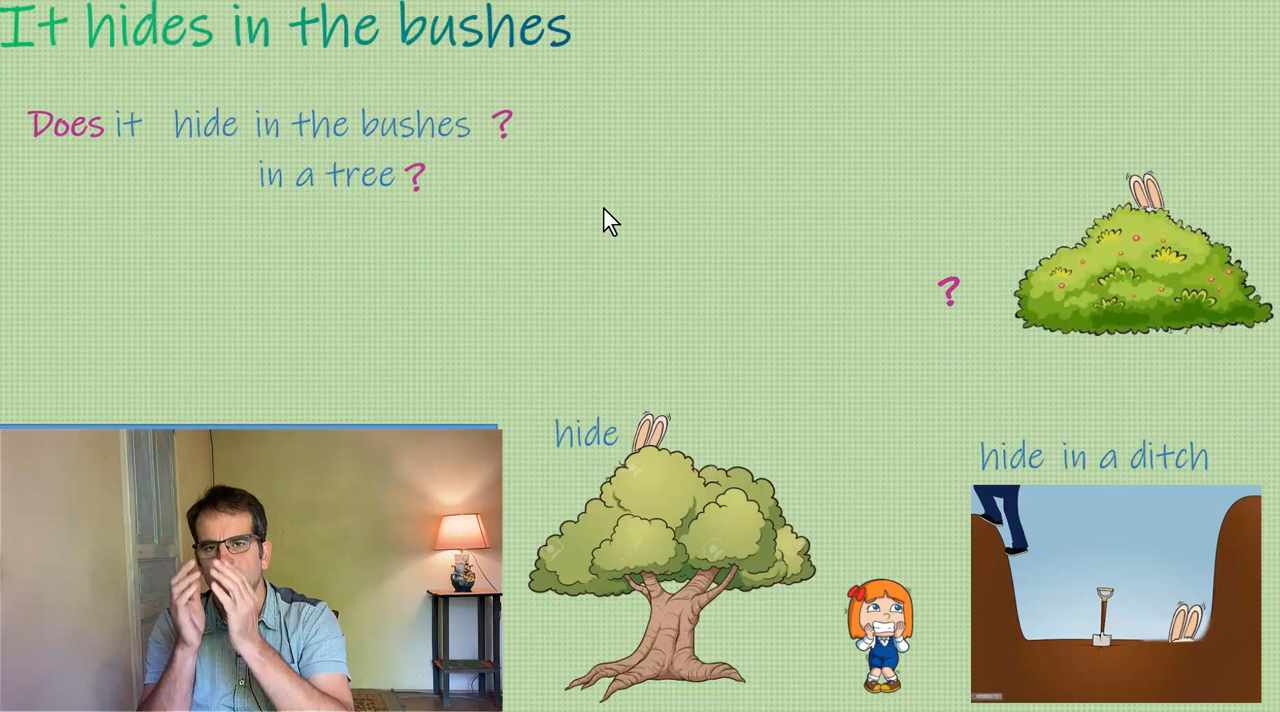 It hides in the bushes
Does it hide in the bushes ?
in a tree ?
?
hide
hide in a ditch